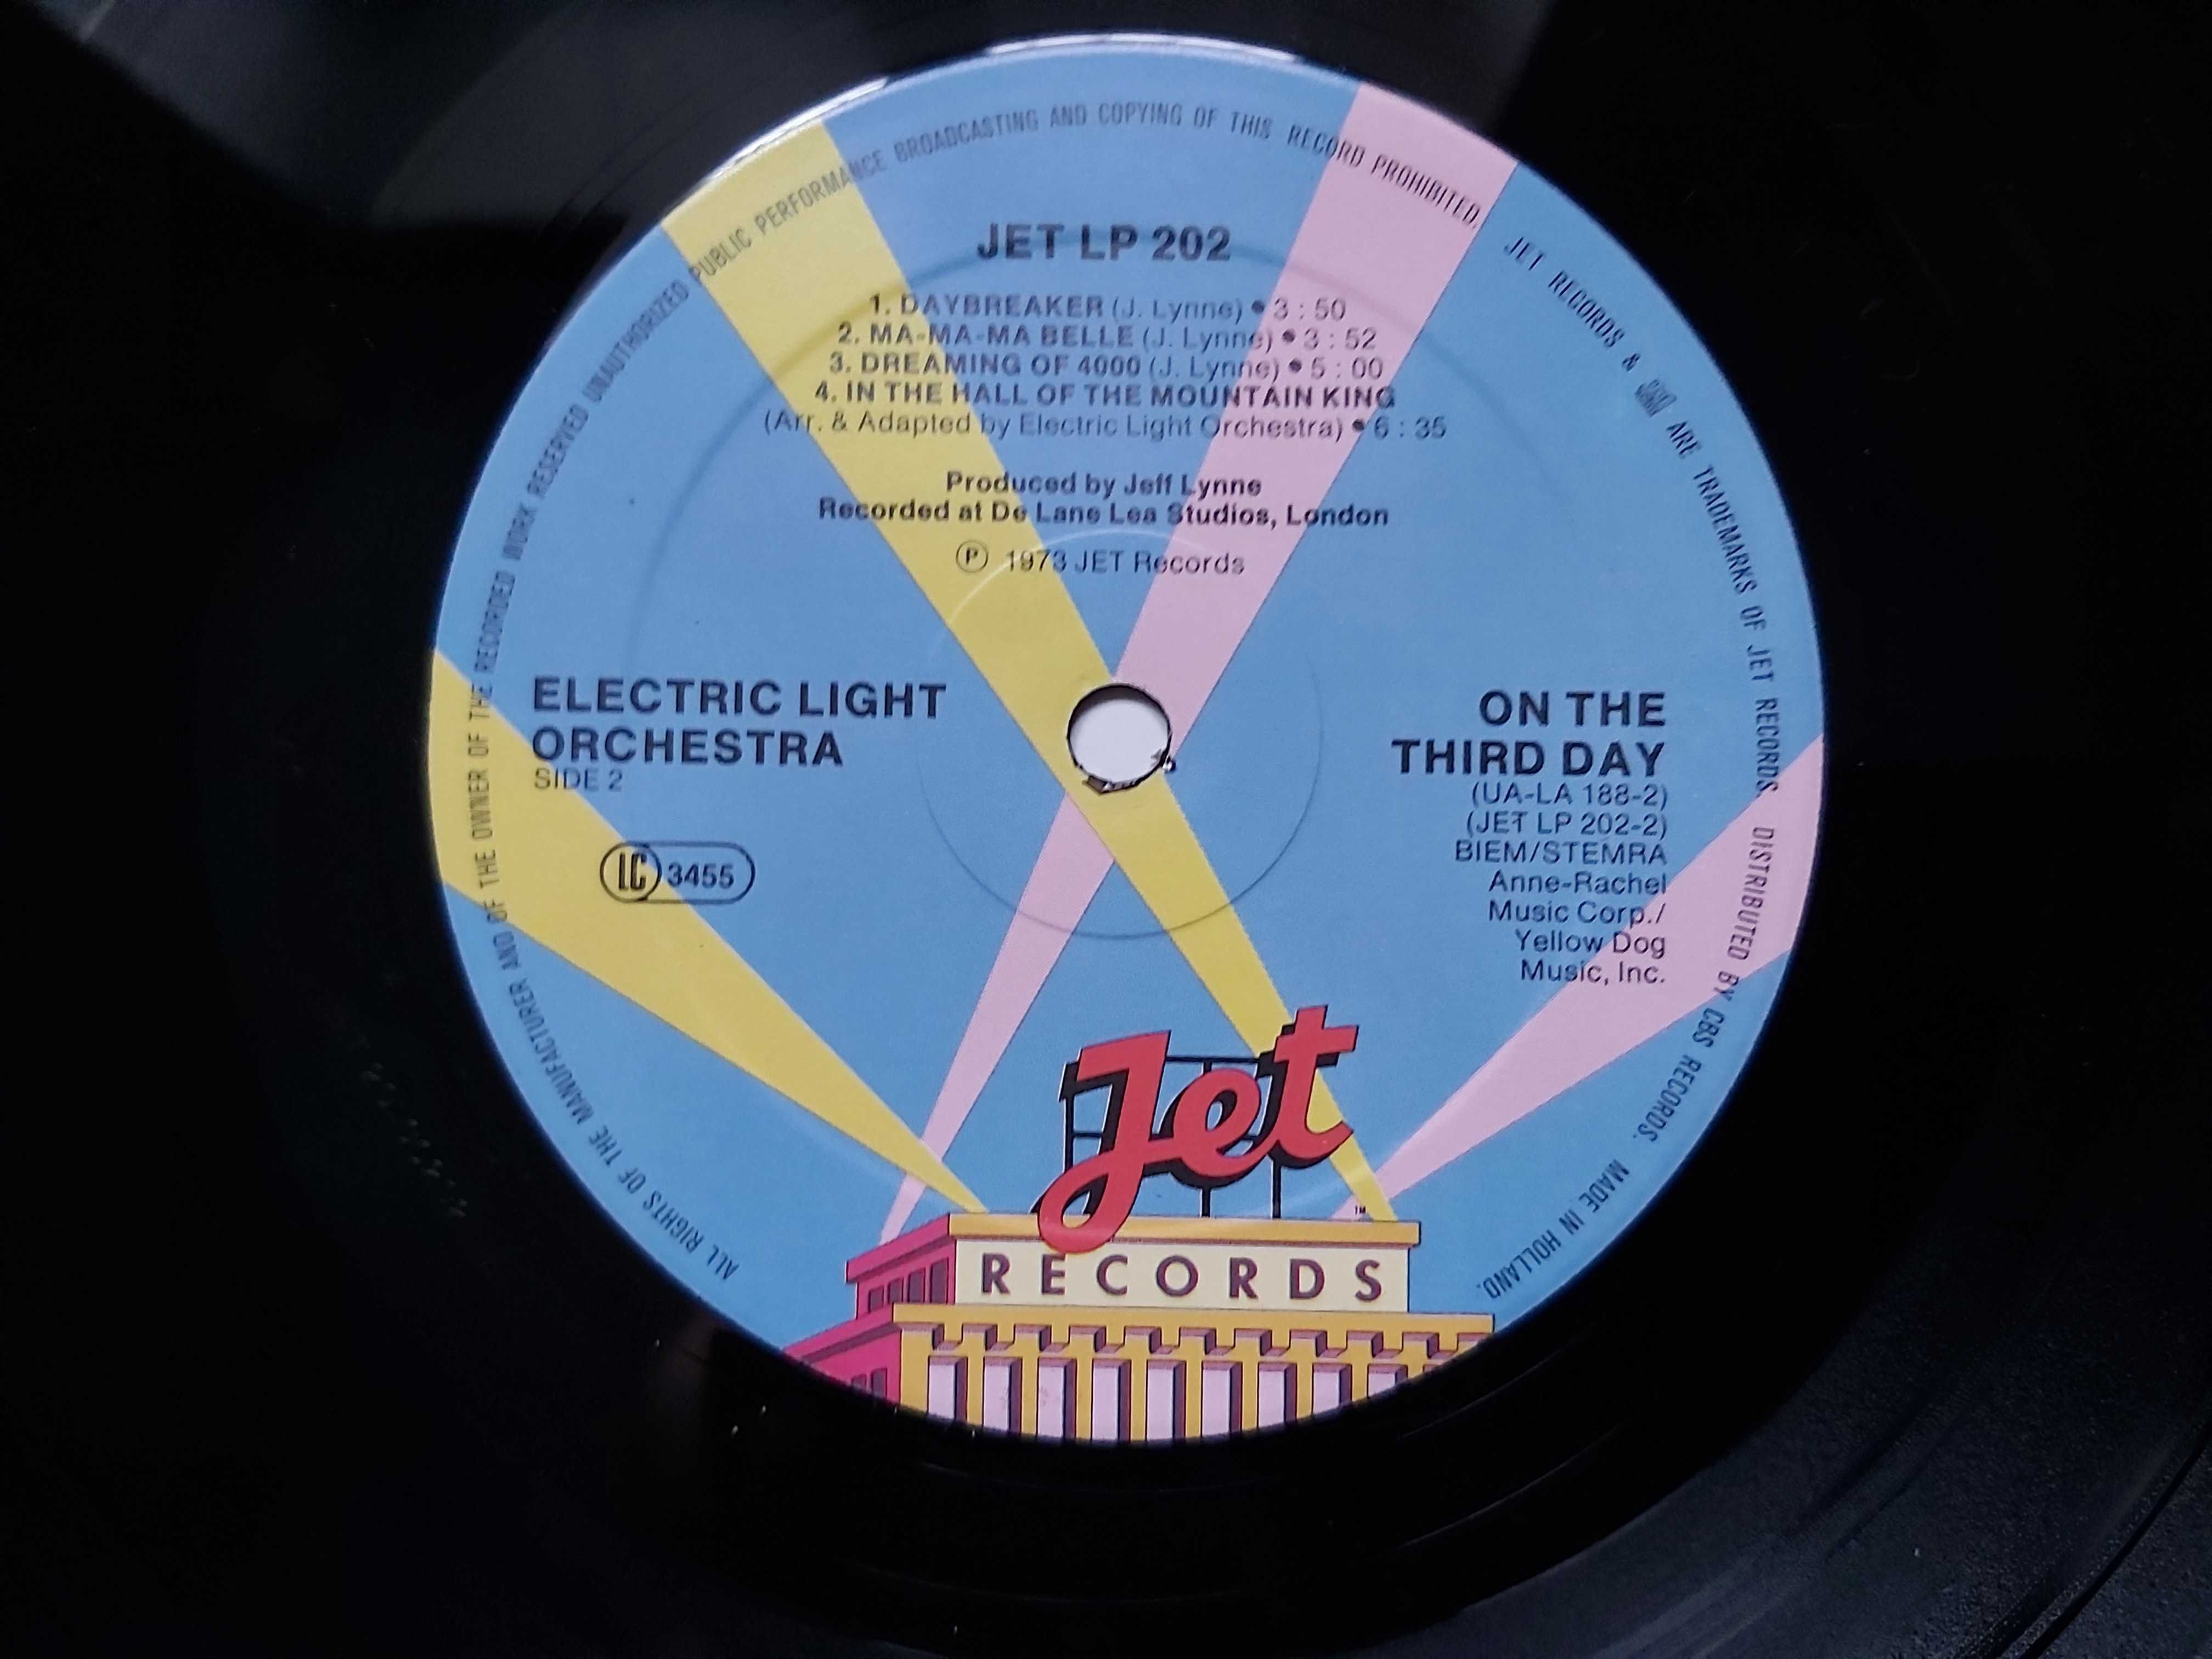 ALL RIGHTS OF THE MANUFACTURER AND OF THE OWNER OF THE RECORDED WORK RESERVED UNAUTHORIZED PUBLIC PERFORMANCE BROADCASTING AND COPYING OF THIS RECORD PROHIBITED.
JET RECORDS & ARE TRADEMARKS OF JET RECORDS. DISTRIBUTED BY CBS RECORDS. MADE IN HOLLAND.
JET LP 202
1. DAYBREAKER (J. Lynne) • 3 : 50
2. MA-MA-MA BELLE (J. Lynne) • 3 : 52
3. DREAMING OF 4000 (J. Lynne) • 5 : 00
4. IN THE HALL OF THE MOUNTAIN KING
(Arr. & Adapted by Electric Light Orchestra) • 6 : 35
Produced by Jeff Lynne
Recorded at De Lane Lea Studios, London
Ⓟ 1973 JET Records
ELECTRIC LIGHT
ORCHESTRA
SIDE 2
LC 3455
ON THE
THIRD DAY
(UA-LA 188-2)
(JET LP 202-2)
BIEM/STEMRA
Anne-Rachel
Music Corp./
Yellow Dog
Music, Inc.
Jet
TM
RECORDS